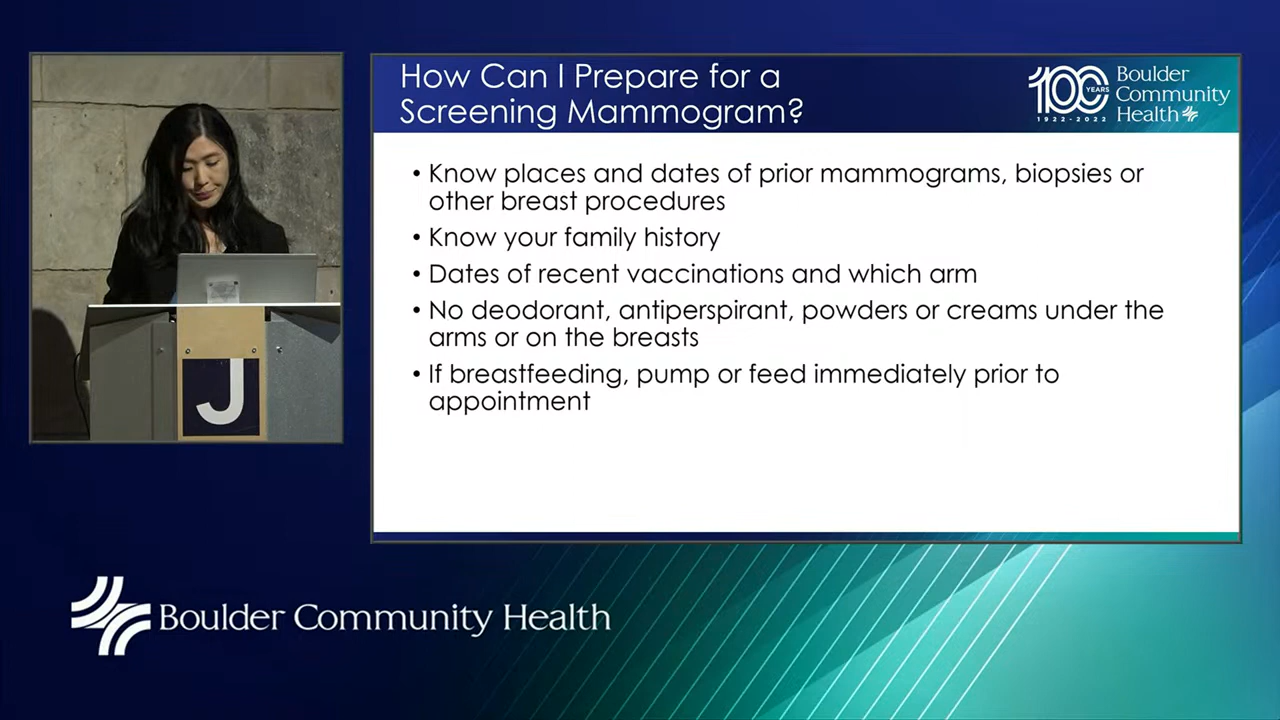 How Can I Prepare for a
Screening Mammogram?
100 YEARS
1922-2022
Boulder
Community
Health
• Know places and dates of prior mammograms, biopsies or
other breast procedures
• Know your family history
• Dates of recent vaccinations and which arm
• No deodorant, antiperspirant, powders or creams under the
arms or on the breasts
• If breastfeeding, pump or feed immediately prior to
appointment
J
Boulder Community Health